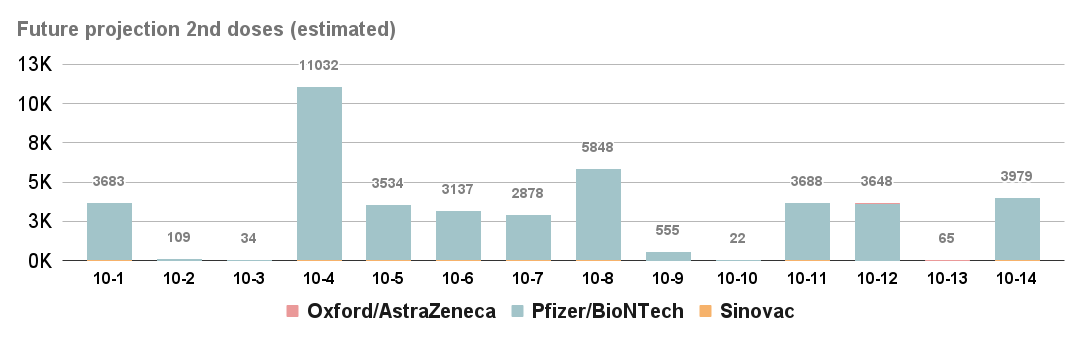 Future projection 2nd doses (estimated)
13K
10K
8K
5K
3K
0K
3683
109
34
11032
3534
3137
2878
5848
555
22
3688
3648
65
3979
10-1 10-2 10-3 10-4 10-5 10-6 10-7 10-8 10-9 10-10 10-11 10-12 10-13 10-14
Oxford/AstraZeneca Pfizer/BioNTech Sinovac